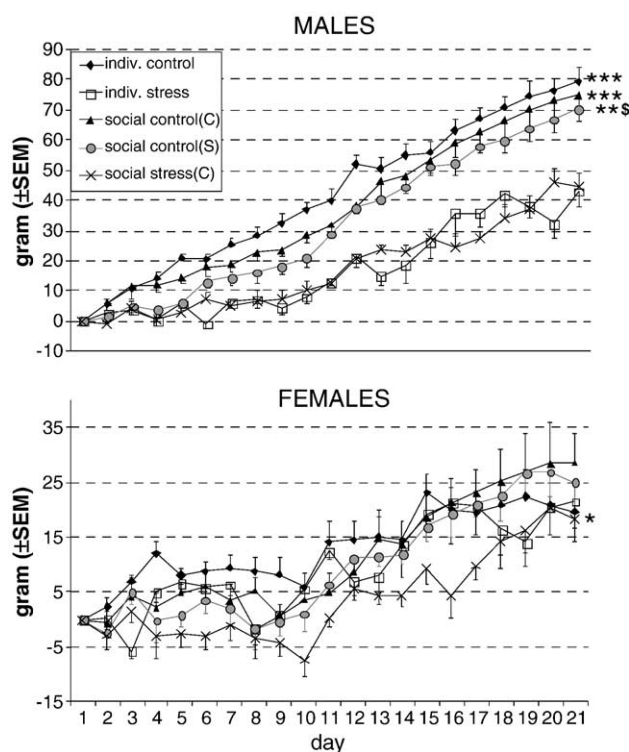 MALES
90
80
70
60
50
40
30
20
10
0
-10
gram (±SEM)
indiv. control
indiv. stress
social control(C)
social control(S)
social stress(C)
***
***
**$
FEMALES
35
25
15
5
-5
-15
gram (±SEM)
*
1 2 3 4 5 6 7 8 9 10 11 12 13 14 15 16 17 18 19 20 21
day